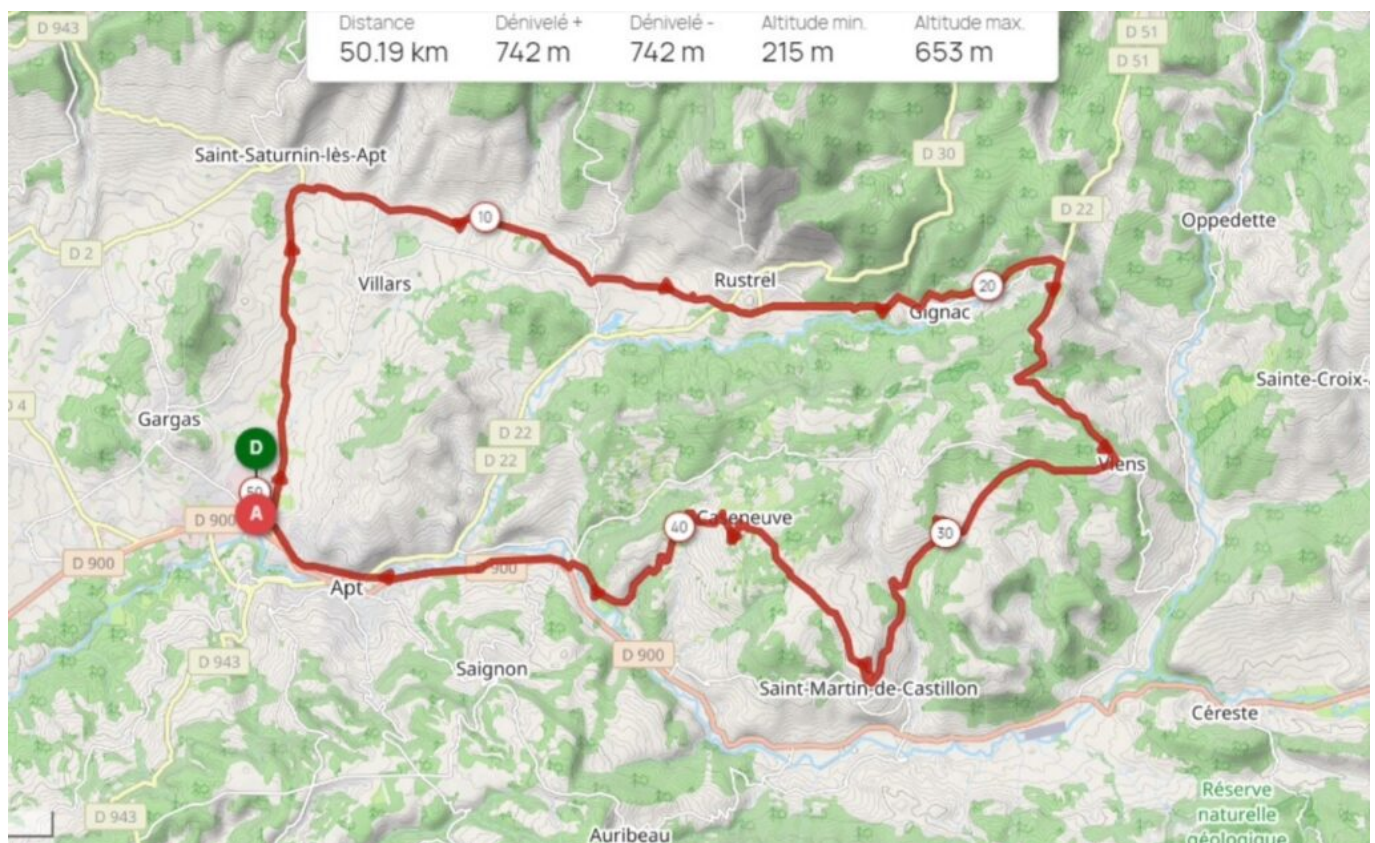 Distance
Dénivelé +
Dénivelé -
Altitude min.
Altitude max.
50.19 km
742 m
742 m
215 m
653 m
D 943
D 51
D 51
Saint-Saturnin-lès-Apt
D 30
D 22
Oppedette
10
D 2
Villars
Rustrel
20
Gignac
Sainte-Croix-
D 4
Gargas
D 22
D 22
D
Viens
50
A
D 900
40
Caseneuve
30
D 900
900
Apt
D 943
Saignon
D 900
Saint-Martin-de-Castillon
Céreste
Réserve
naturelle
géologique
D 943
Auribeau